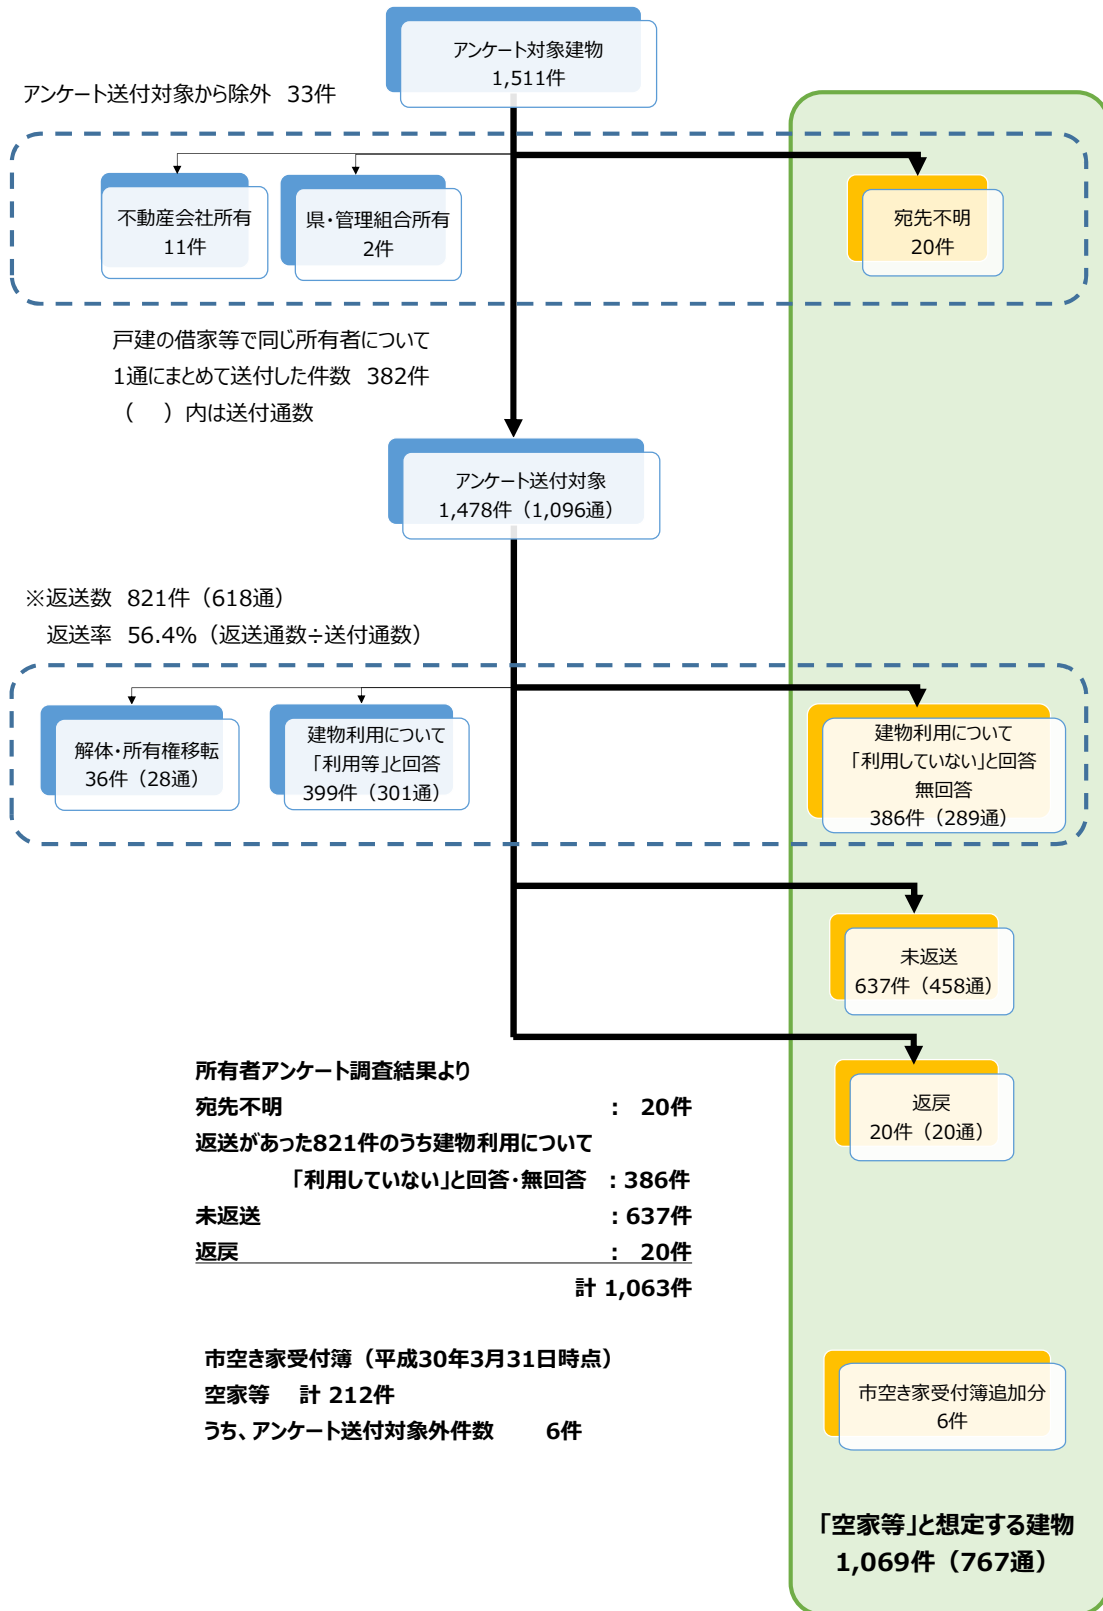 アンケート対象建物
1,511件
アンケート送付対象から除外 33件
不動産会社所有
11件
県・管理組合所有
2件
宛先不明
20件
戸建の借家等で同じ所有者について
1通にまとめて送付した件数 382件
（　）内は送付通数
アンケート送付対象
1,478件（1,096通）
※返送数 821件（618通）
返送率 56.4%（返送通数÷送付通数）
解体・所有権移転
36件（28通）
建物利用について
「利用等」と回答
399件（301通）
建物利用について
「利用していない」と回答
無回答
386件（289通）
未返送
637件（458通）
返戻
20件（20通）
所有者アンケート調査結果より
宛先不明 ： 20件
返送があった821件のうち建物利用について
「利用していない」と回答・無回答 ：386件
未返送 ：637件
返戻 ： 20件
計 1,063件
市空き家受付簿（平成30年3月31日時点）
空家等 計 212件
うち、アンケート送付対象外件数 6件
市空き家受付簿追加分
6件
「空家等」と想定する建物
1,069件（767通）